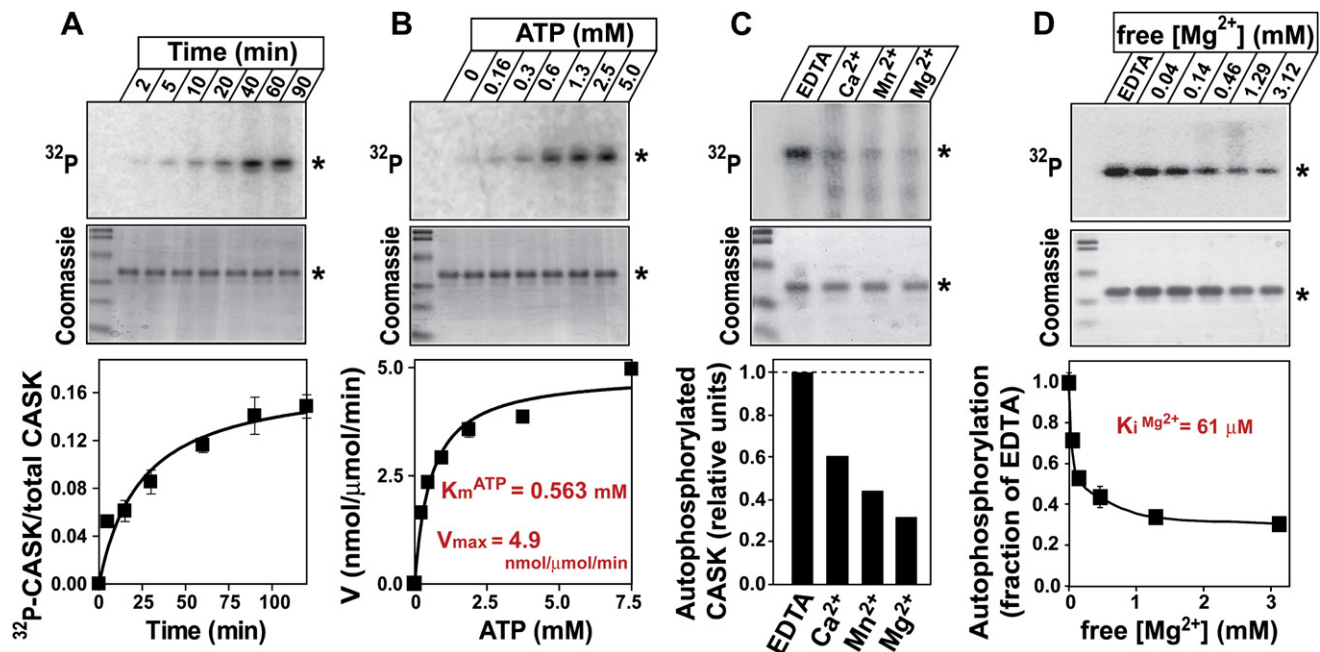 A
Time (min)
2 5 10 20 40 60 90
32P
*
Coomassie
*
32P-CASK/total CASK
0.16
0.12
0.08
0.04
0.00
0 25 50 75 100
Time (min)
B
ATP (mM)
0 0.16 0.3 0.6 1.3 2.5 5.0
32P
*
Coomassie
*
V (nmol/μmol/min)
5.0
2.5
0.0
Km ATP = 0.563 mM
Vmax = 4.9
nmol/μmol/min
0.0 2.5 5.0 7.5
ATP (mM)
C
EDTA Ca2+ Mn2+ Mg2+
32P
*
Coomassie
*
Autophosphorylated
CASK (relative units)
1.0
0.8
0.6
0.4
0.2
0.0
EDTA Ca2+ Mn2+ Mg2+
D
free [Mg2+] (mM)
EDTA 0.04 0.14 0.46 1.29 3.12
32P
*
Coomassie
*
Autophosphorylation
(fraction of EDTA)
1.0
0.8
0.6
0.4
0.2
0.0
Ki Mg2+ = 61 μM
0 1 2 3
free [Mg2+] (mM)